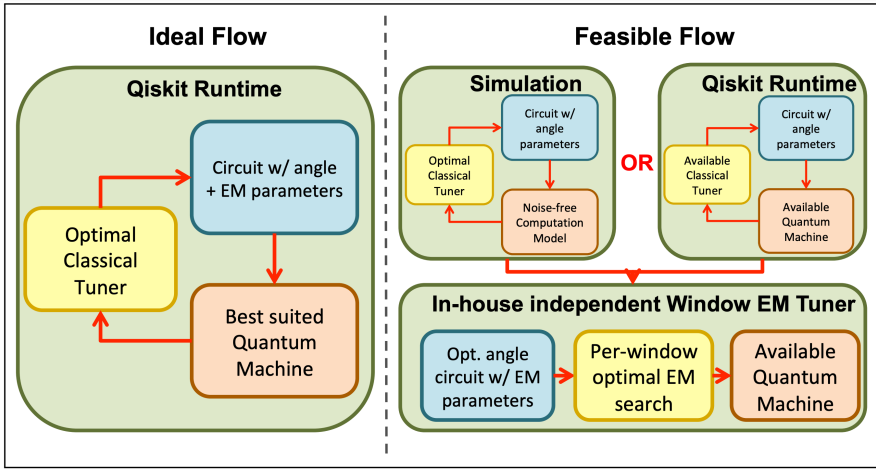 Ideal Flow
Qiskit Runtime
Circuit w/ angle
+ EM parameters
Optimal
Classical
Tuner
Best suited
Quantum
Machine
Feasible Flow
Simulation
Circuit w/
angle
parameters
Optimal
Classical
Tuner
Noise-free
Computation
Model
OR
Qiskit Runtime
Circuit w/
angle
parameters
Available
Classical
Tuner
Available
Quantum
Machine
In-house independent Window EM Tuner
Opt. angle
circuit w/ EM
parameters
Per-window
optimal EM
search
Available
Quantum
Machine